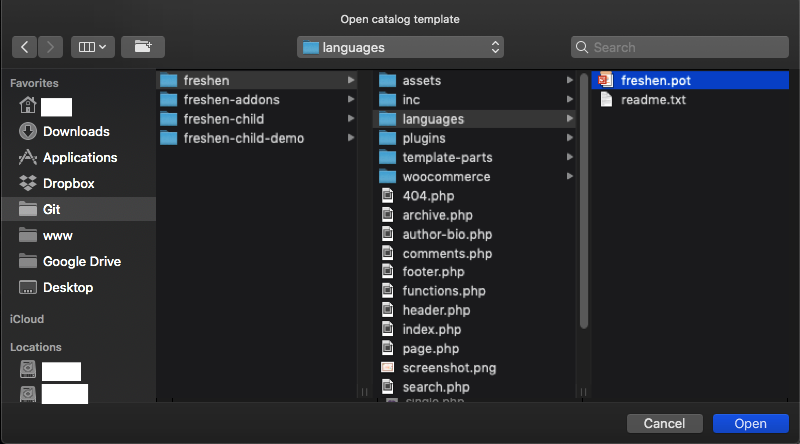 Open catalog template
languages
Search
Favorites
Downloads
Applications
Dropbox
Git
www
Google Drive
Desktop
iCloud
Locations
freshen
freshen-addons
freshen-child
freshen-child-demo
assets
inc
languages
plugins
template-parts
woocommerce
404.php
archive.php
author-bio.php
comments.php
footer.php
functions.php
header.php
index.php
page.php
screenshot.png
search.php
single.php
freshen.pot
readme.txt
Cancel
Open